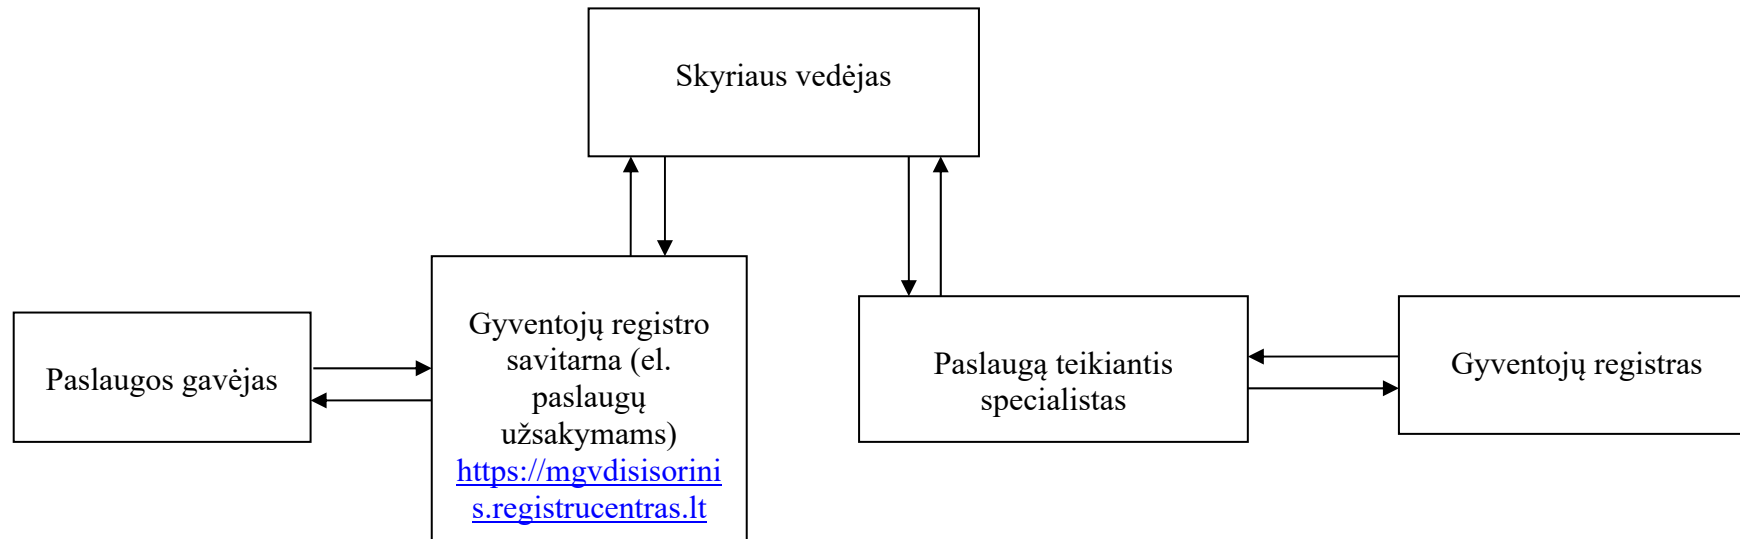 Skyriaus vedėjas
Paslaugos gavėjas
Gyventojų registro
savitarna (el.
paslaugų
užsakymams)
https://mgvdisisorini
s.registrucentras.lt
Paslaugą teikiantis
specialistas
Gyventojų registras